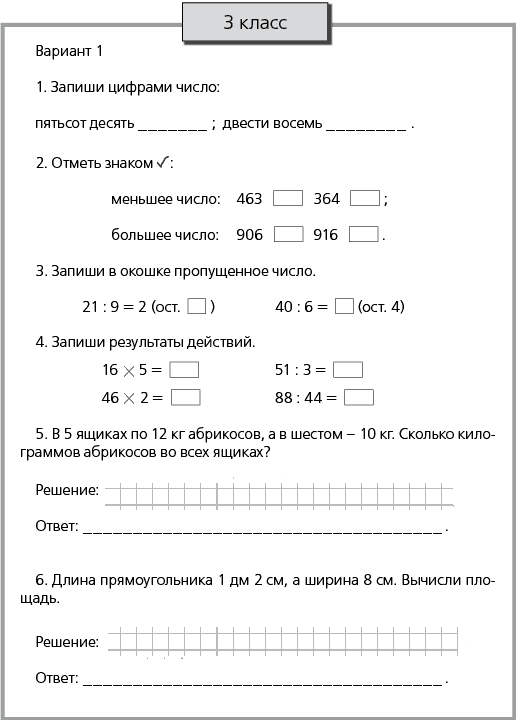 3 класс
Вариант 1
1. Запиши цифрами число:
пятьсот десять _______ ; двести восемь ________ .
2. Отметь знаком ✓:
меньшее число: 463 □ 364 □ ;
большее число: 906 □ 916 □ .
3. Запиши в окошке пропущенное число.
21 : 9 = 2 (ост. □ ) 40 : 6 = □ (ост. 4)
4. Запиши результаты действий.
16 × 5 = □ 51 : 3 = □
46 × 2 = □ 88 : 44 = □
5. В 5 ящиках по 12 кг абрикосов, а в шестом – 10 кг. Сколько кило-
граммов абрикосов во всех ящиках?
Решение:
Ответ: ____________________________________ .
6. Длина прямоугольника 1 дм 2 см, а ширина 8 см. Вычисли пло-
щадь.
Решение:
Ответ: ____________________________________ .